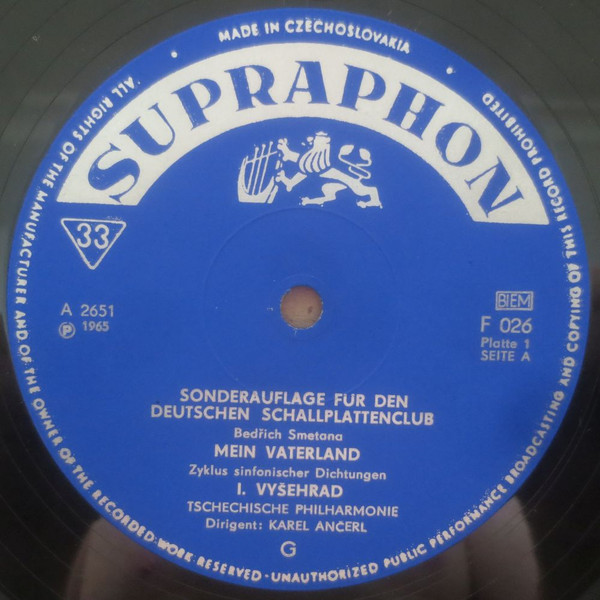 MADE IN CZECHOSLOVAKIA
ALL RIGHTS OF THE MANUFACTURER AND OF THE OWNER OF THE RECORDED WORK RESERVED · UNAUTHORIZED PUBLIC PERFORMANCE BROADCASTING AND COPYING OF THIS RECORD PROHIBITED
SUPRAPHON
33
A 2651
Ⓟ 1965
BIEM
F 026
Platte 1
SEITE A
SONDERAUFLAGE FÜR DEN
DEUTSCHEN SCHALLPLATTENCLUB
Bedřich Smetana
MEIN VATERLAND
Zyklus sinfonischer Dichtungen
I. VYŠEHRAD
TSCHECHISCHE PHILHARMONIE
Dirigent: KAREL ANČERL
G